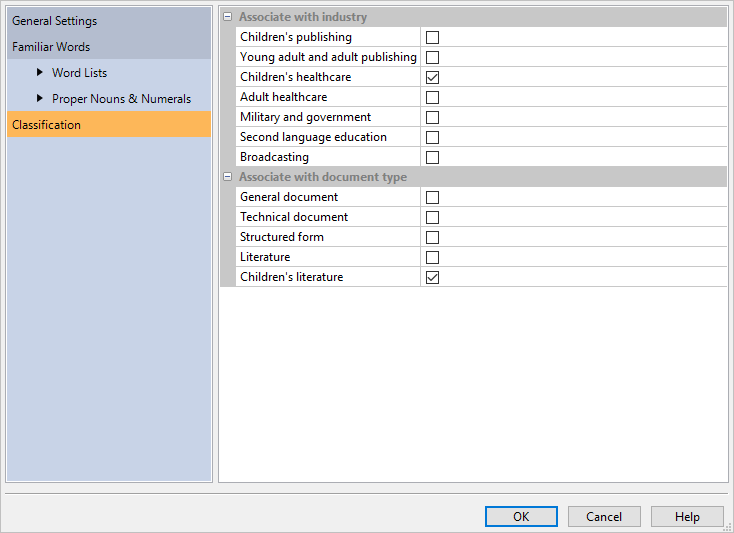 General Settings
Familiar Words
Word Lists
Proper Nouns & Numerals
Classification
Associate with industry
Children's publishing
Young adult and adult publishing
Children's healthcare
Adult healthcare
Military and government
Second language education
Broadcasting
Associate with document type
General document
Technical document
Structured form
Literature
Children's literature
OK
Cancel
Help